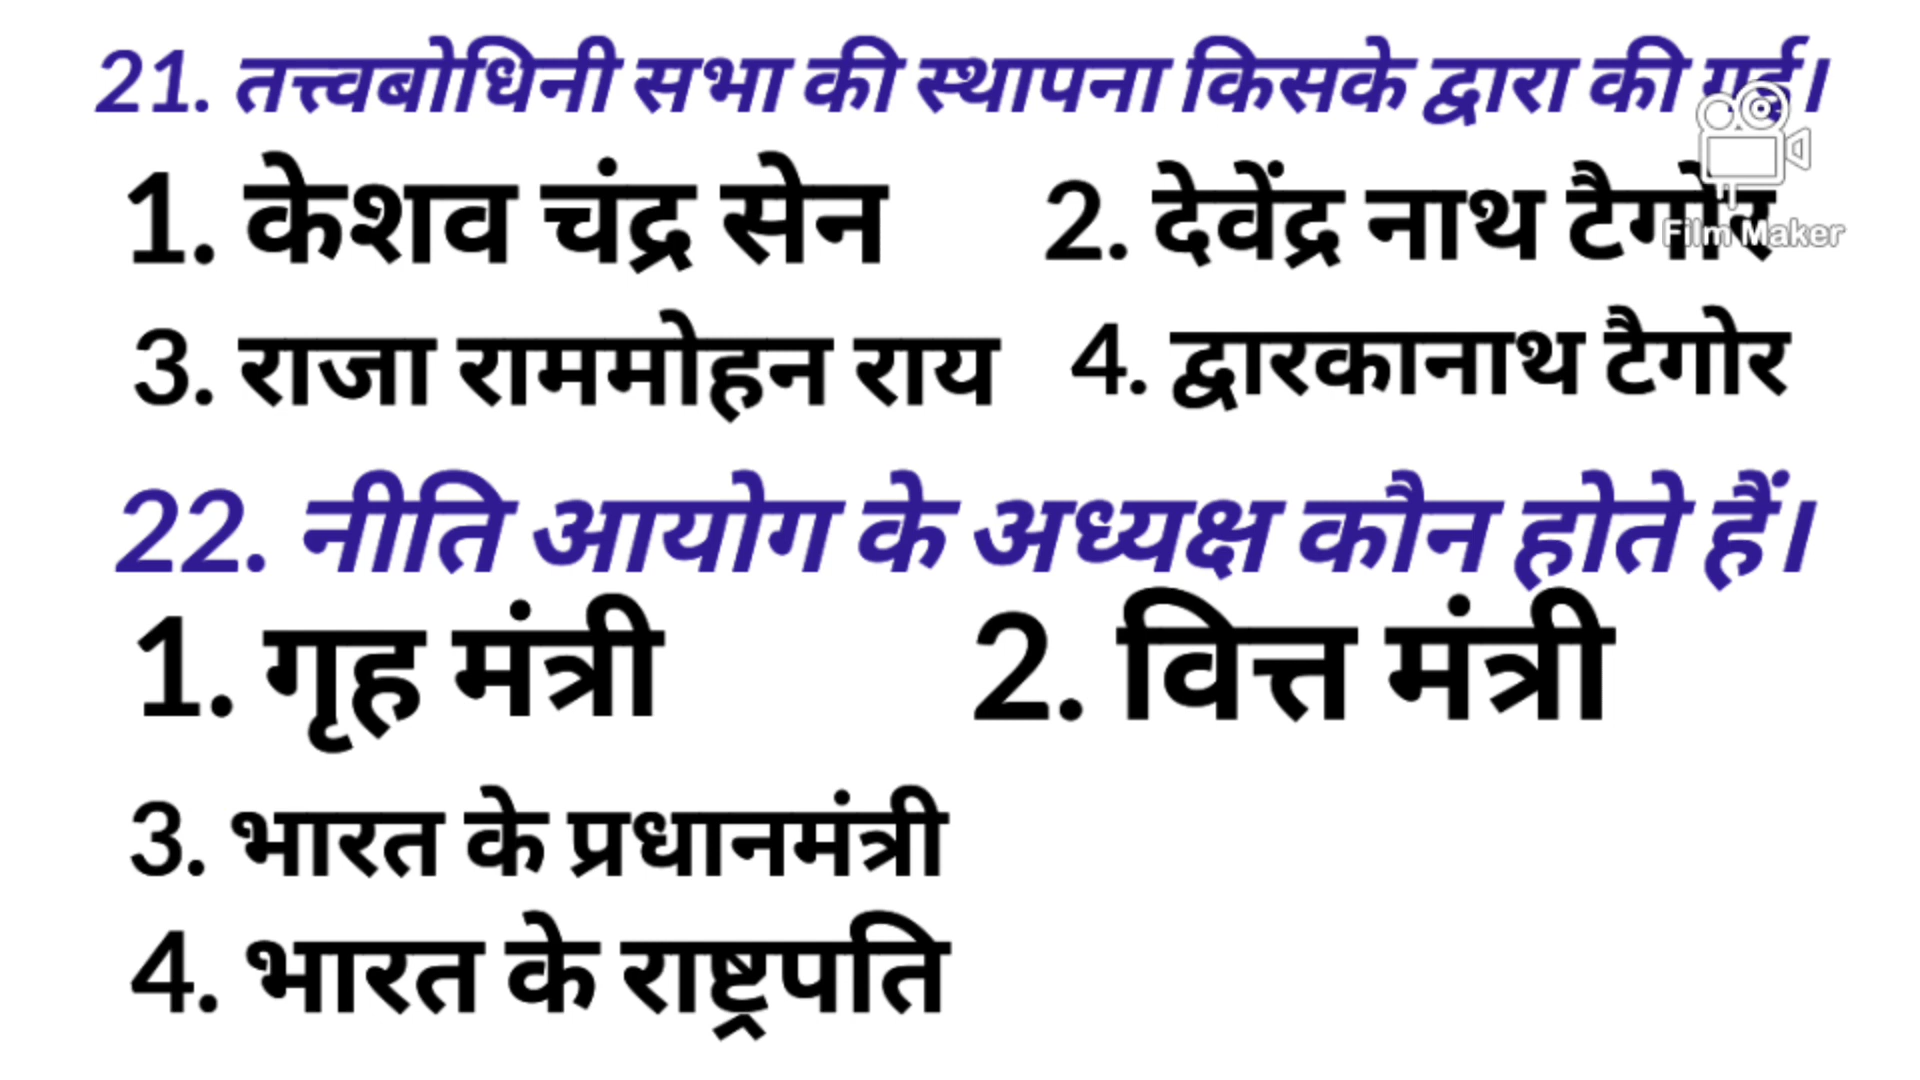 21. तत्त्वबोधिनी सभा की स्थापना किसके द्वारा की गई।
1. केशव चंद्र सेन 2. देवेंद्र नाथ टैगोर
Film Maker
3. राजा राममोहन राय 4. द्वारकानाथ टैगोर
22. नीति आयोग के अध्यक्ष कौन होते हैं।
1. गृह मंत्री 2. वित्त मंत्री
3. भारत के प्रधानमंत्री
4. भारत के राष्ट्रपति